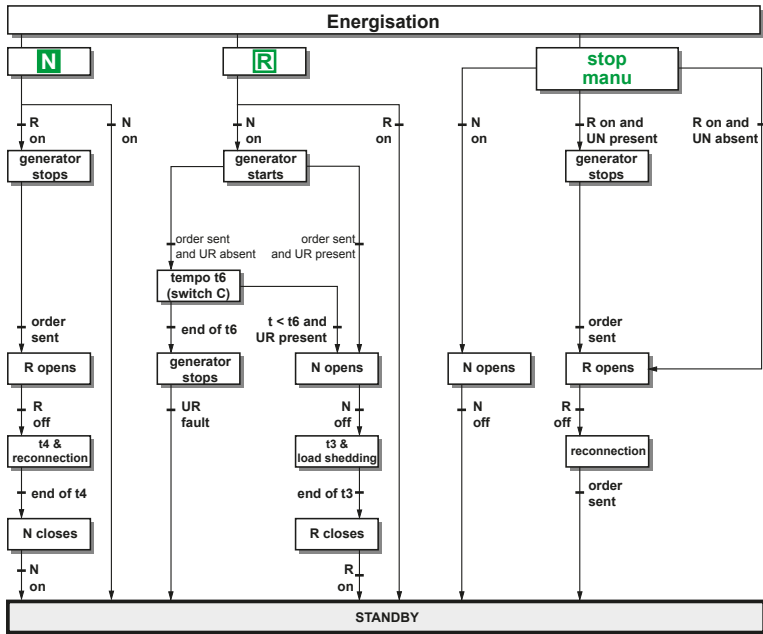 Energisation
N
R
stop
manu
R
on
N
on
N
on
R
on
N
on
R on and
UN present
R on and
UN absent
generator
stops
generator
starts
generator
stops
order sent
and UR absent
order sent
and UR present
tempo t6
(switch C)
order
sent
end of t6
t < t6 and
UR present
order
sent
R opens
generator
stops
N opens
N opens
R opens
R
off
UR
fault
N
off
N
off
R
off
t4 &
reconnection
t3 &
load shedding
reconnection
end of t4
end of t3
order
sent
N closes
R closes
N
on
R
on
STANDBY